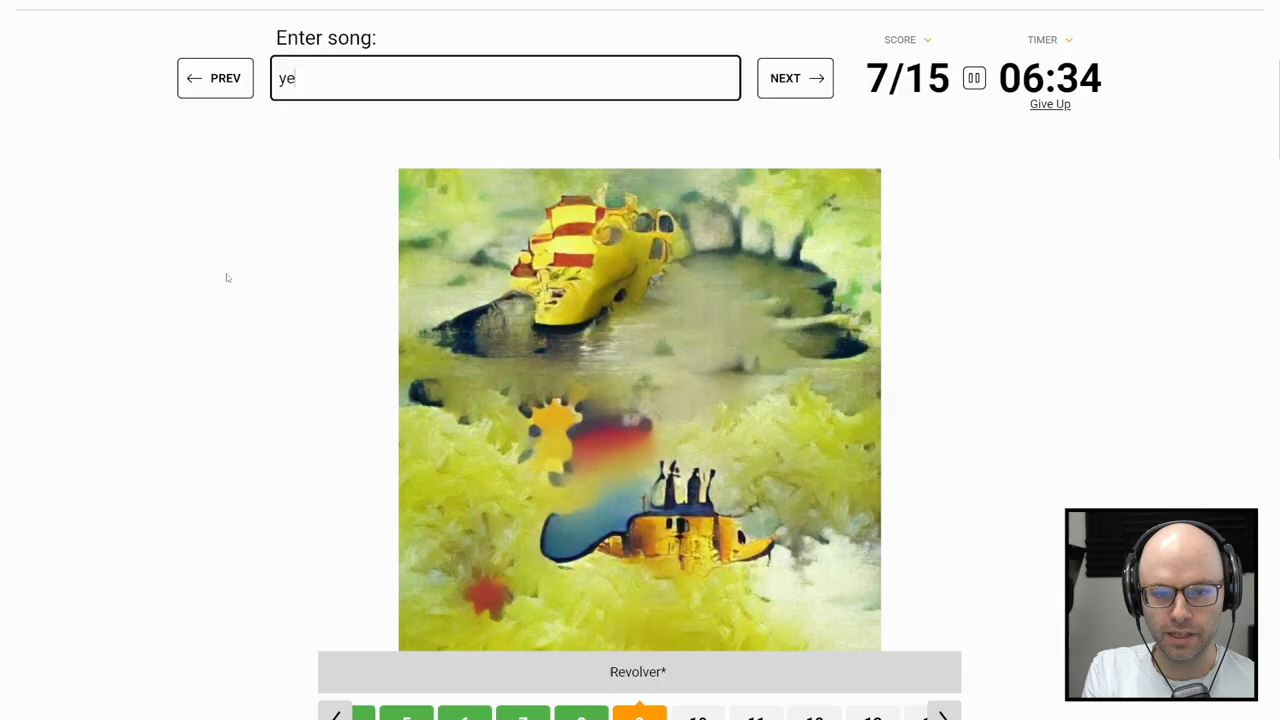 Enter song:
SCORE
TIMER
PREV
ye
NEXT
7/15
06:34
Give Up
Revolver*